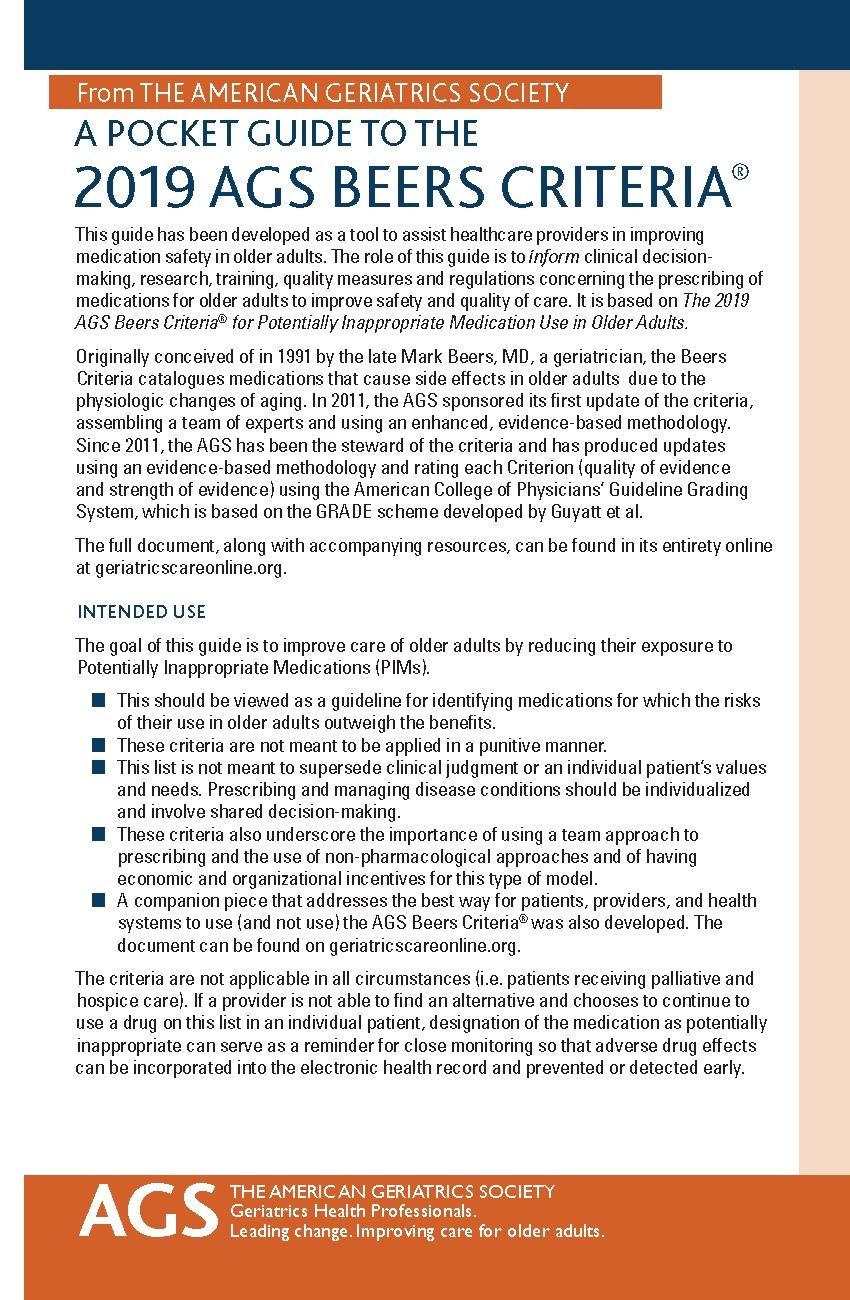 From THE AMERICAN GERIATRICS SOCIETY
A POCKET GUIDE TO THE
2019 AGS BEERS CRITERIA®
This guide has been developed as a tool to assist healthcare providers in improving
medication safety in older adults. The role of this guide is to inform clinical decision-
making, research, training, quality measures and regulations concerning the prescribing of
medications for older adults to improve safety and quality of care. It is based on The 2019
AGS Beers Criteria® for Potentially Inappropriate Medication Use in Older Adults.
Originally conceived of in 1991 by the late Mark Beers, MD, a geriatrician, the Beers
Criteria catalogues medications that cause side effects in older adults due to the
physiologic changes of aging. In 2011, the AGS sponsored its first update of the criteria,
assembling a team of experts and using an enhanced, evidence-based methodology.
Since 2011, the AGS has been the steward of the criteria and has produced updates
using an evidence-based methodology and rating each Criterion (quality of evidence
and strength of evidence) using the American College of Physicians' Guideline Grading
System, which is based on the GRADE scheme developed by Guyatt et al.
The full document, along with accompanying resources, can be found in its entirety online
at geriatricscareonline.org.
INTENDED USE
The goal of this guide is to improve care of older adults by reducing their exposure to
Potentially Inappropriate Medications (PIMs).
■ This should be viewed as a guideline for identifying medications for which the risks
of their use in older adults outweigh the benefits.
■ These criteria are not meant to be applied in a punitive manner.
■ This list is not meant to supersede clinical judgment or an individual patient's values
and needs. Prescribing and managing disease conditions should be individualized
and involve shared decision-making.
■ These criteria also underscore the importance of using a team approach to
prescribing and the use of non-pharmacological approaches and of having
economic and organizational incentives for this type of model.
■ A companion piece that addresses the best way for patients, providers, and health
systems to use (and not use) the AGS Beers Criteria® was also developed. The
document can be found on geriatricscareonline.org.
The criteria are not applicable in all circumstances (i.e. patients receiving palliative and
hospice care). If a provider is not able to find an alternative and chooses to continue to
use a drug on this list in an individual patient, designation of the medication as potentially
inappropriate can serve as a reminder for close monitoring so that adverse drug effects
can be incorporated into the electronic health record and prevented or detected early.
AGS
THE AMERICAN GERIATRICS SOCIETY
Geriatrics Health Professionals.
Leading change. Improving care for older adults.